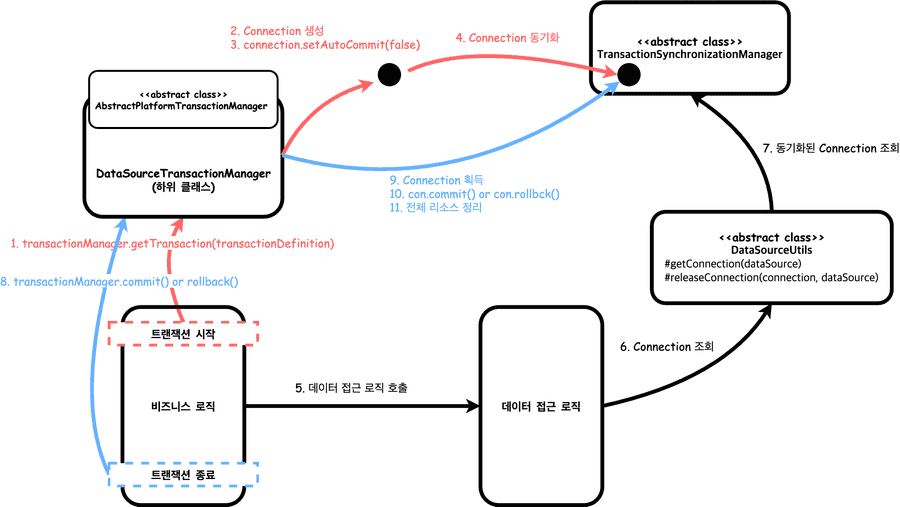 2. Connection 생성
3. connection.setAutoCommit(false)
4. Connection 동기화
<<abstract class>>
TransactionSynchronizationManager
<<abstract class>>
AbstractPlatformTransactionManager
DataSourceTransactionManager
(하위 클래스)
7. 동기화된 Connection 조회
9. Connection 획득
10. con.commit() or con.rollbck()
11. 전체 리소스 정리
1. transactionManager.getTransaction(transactionDefinition)
<<abstract class>>
DataSourceUtils
#getConnection(dataSource)
#releaseConnection(connection, dataSource)
8. transactionManager.commit() or rollback()
트랜잭션 시작
6. Connection 조회
5. 데이터 접근 로직 호출
비즈니스 로직
데이터 접근 로직
트랜잭션 종료